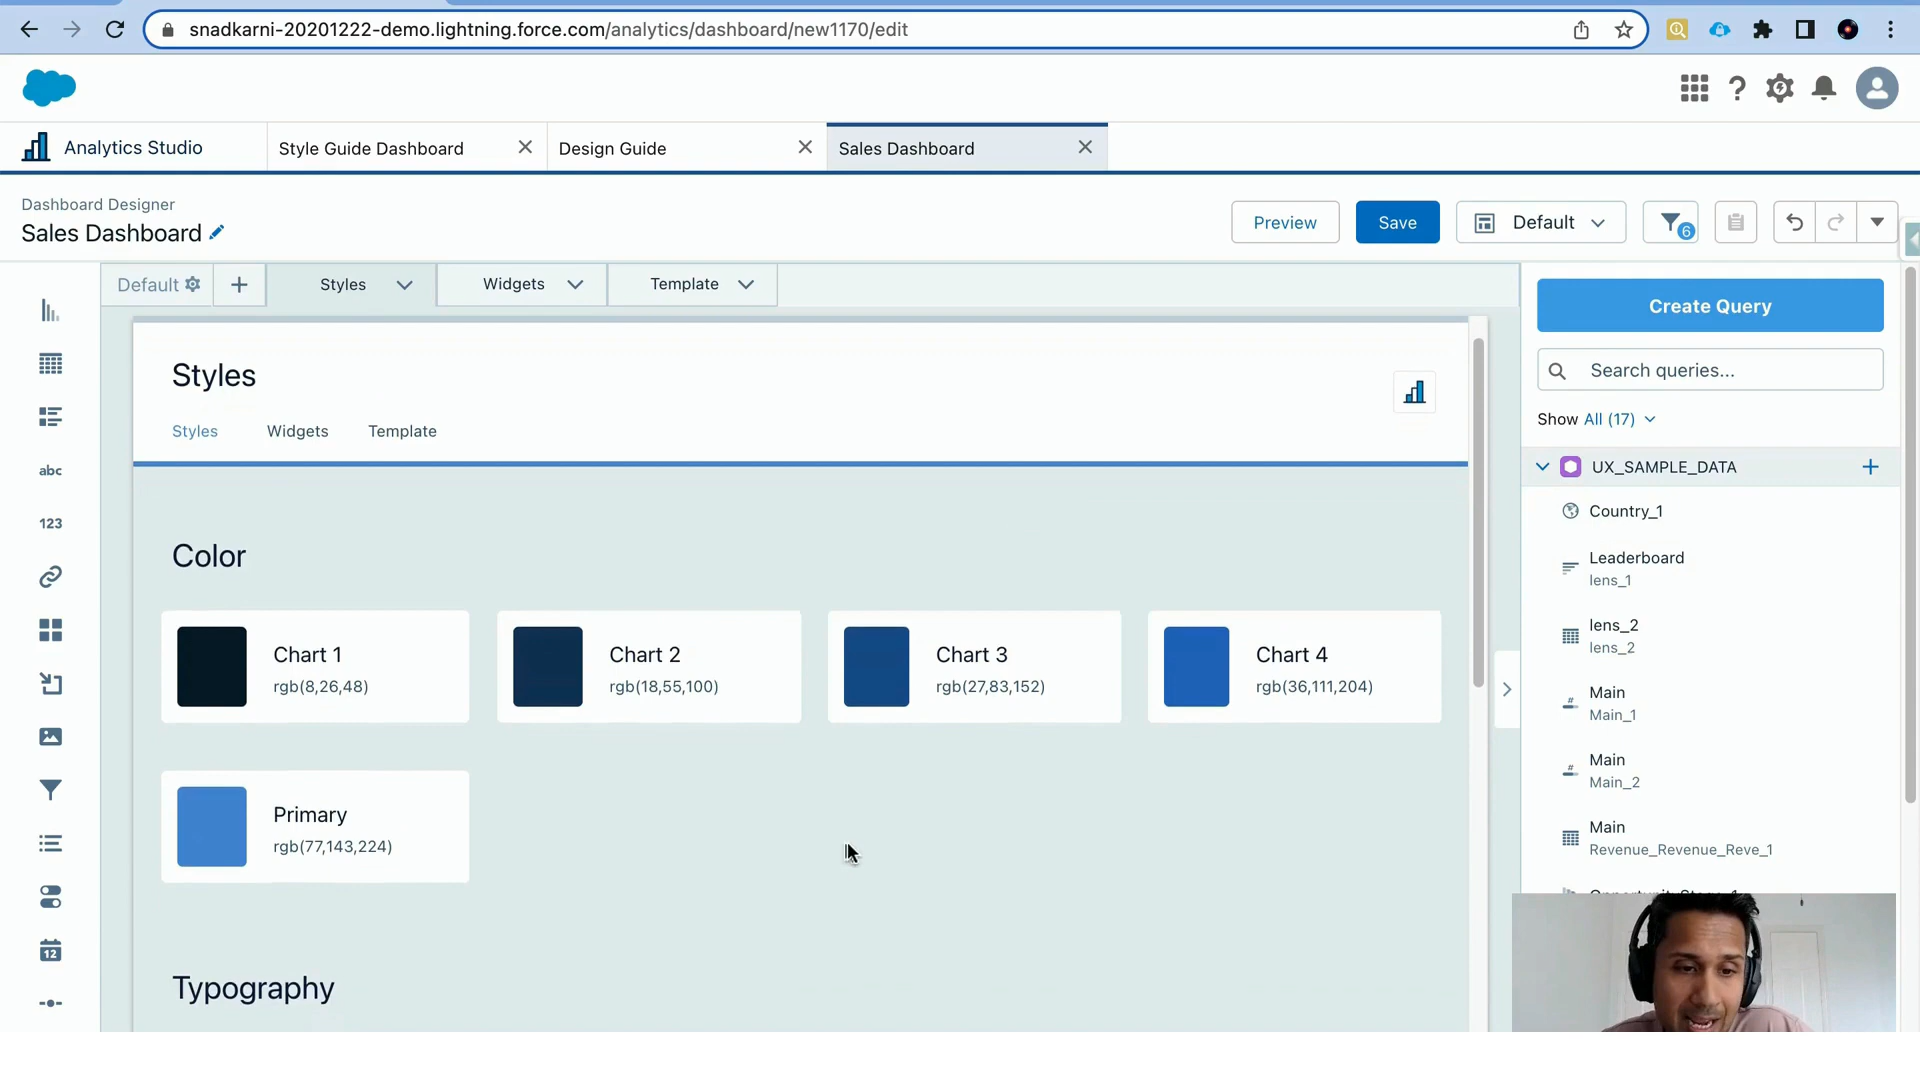 snadkarni-20201222-demo.lightning.force.com/analytics/dashboard/new1170/edit
Analytics Studio
Style Guide Dashboard
Design Guide
Sales Dashboard
Dashboard Designer
Sales Dashboard
Preview
Save
Default
6
Default
Styles
Widgets
Template
Create Query
Search queries...
Show All (17)
UX_SAMPLE_DATA
Country_1
Leaderboard
lens_1
lens_2
lens_2
Main
Main_1
Main
Main_2
Main
Revenue_Revenue_Reve_1
abc
123
12
Styles
Styles
Widgets
Template
Color
Chart 1
rgb(8,26,48)
Chart 2
rgb(18,55,100)
Chart 3
rgb(27,83,152)
Chart 4
rgb(36,111,204)
Primary
rgb(77,143,224)
Typography